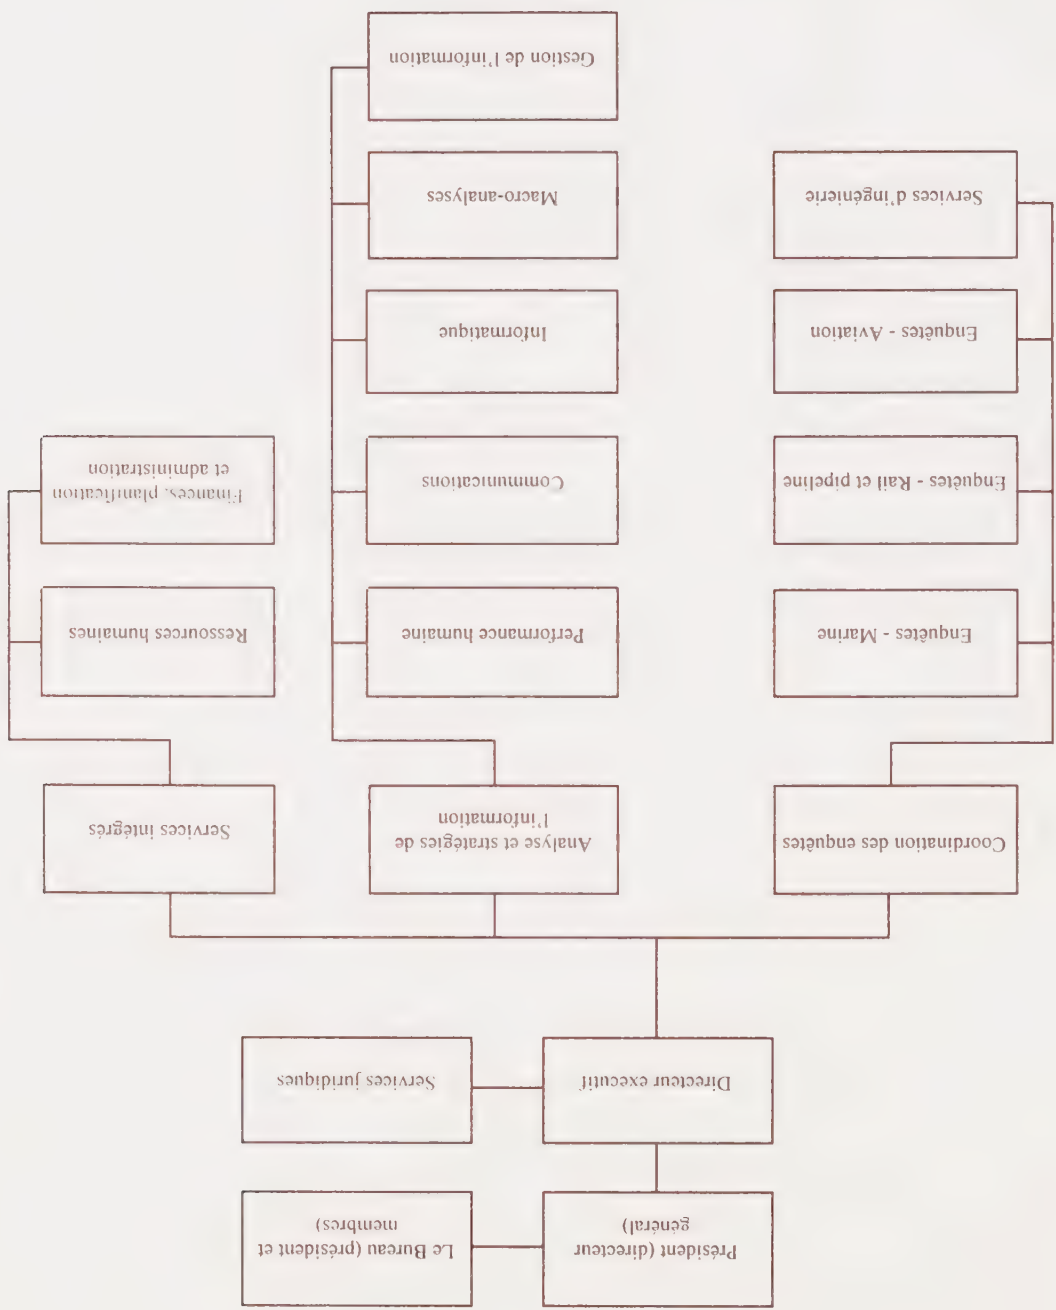 Président (directeur
général)
Le Bureau (président et
membres)
Directeur exécutif
Services juridiques
Coordination des enquêtes
Analyse et stratégies de
l'information
Services intégrés
Enquêtes - Marine
Enquêtes - Rail et pipeline
Enquêtes - Aviation
Services d'ingénierie
Performance humaine
Communications
Informatique
Macro-analyses
Gestion de l'information
Ressources humaines
Finances, planification
et administration